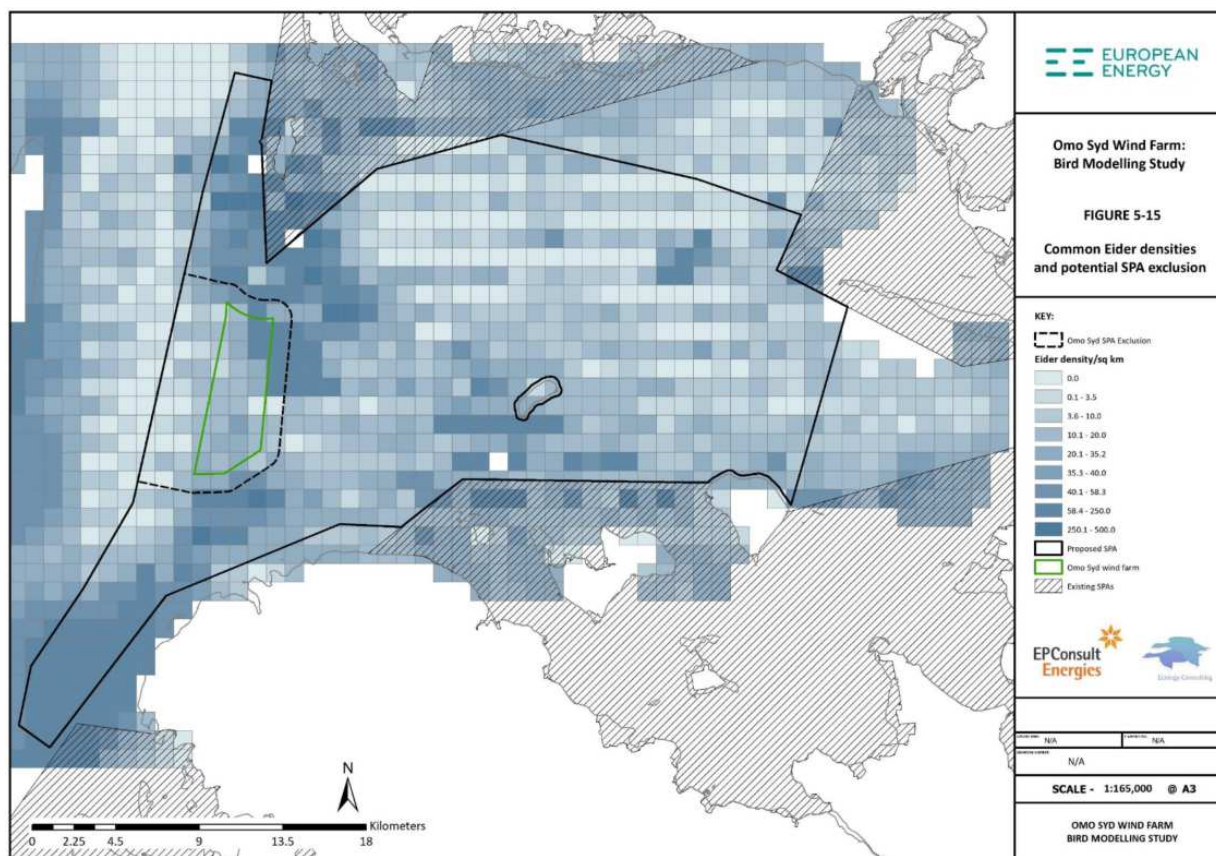 EUROPEAN
ENERGY
Omo Syd Wind Farm:
Bird Modelling Study
FIGURE 5-15
Common Eider densities
and potential SPA exclusion
KEY:
Omo Syd SPA Exclusion
Eider density/sq km
0.0
0.1 - 3.5
3.6 - 10.0
10.1 - 20.0
20.1 - 35.2
35.3 - 40.0
40.1 - 58.3
58.4 - 250.0
250.1 - 500.0
Proposed SPA
Omo Syd wind farm
Existing SPAs
EPConsult
Energies
Ecology Consulting
N/A N/A
N/A
SCALE - 1:165,000 @ A3
OMO SYD WIND FARM
BIRD MODELLING STUDY
N
Kilometers
0 2.25 4.5 9 13.5 18